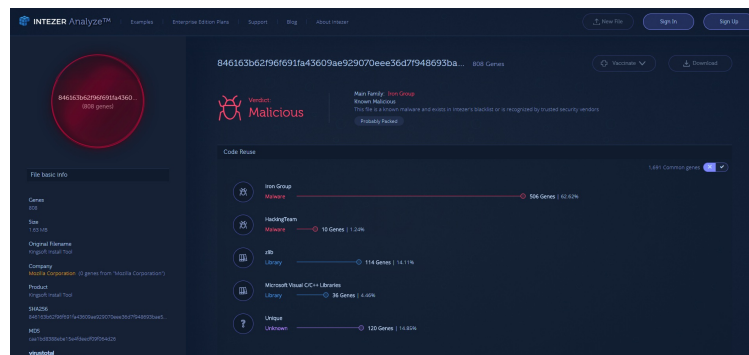 INTEZER Analyze™
Examples
Enterprise Edition Plans
Support
Blog
About Intezer
New File
Sign In
Sign Up
846163b62f96f691fa4360...
(808 genes)
File basic info
Genes
808
Size
1.63 MB
Original Filename
Kingsoft Install Tool
Company
Mozilla Corporation (0 genes from "Mozilla Corporation")
Product
Kingsoft Install Tool
SHA256
MD5
virustotal
846163b62f96f691fa43609ae929070eee36d7f948693ba... 808 Genes
Vaccinate
Download
Verdict:
Malicious
Main Family: Iron Group
Known Malicious
This file is a known malware and exists in Intezer's blacklist or is recognized by trusted security vendors
Probably Packed
Code Reuse
1,691 Common genes
Iron Group
Malware 506 Genes | 62.62%
HackingTeam
Malware 10 Genes | 1.24%
zlib
Library 114 Genes | 14.11%
Microsoft Visual C/C++ Libraries
Library 36 Genes | 4.46%
?
Unique
Unknown 120 Genes | 14.85%